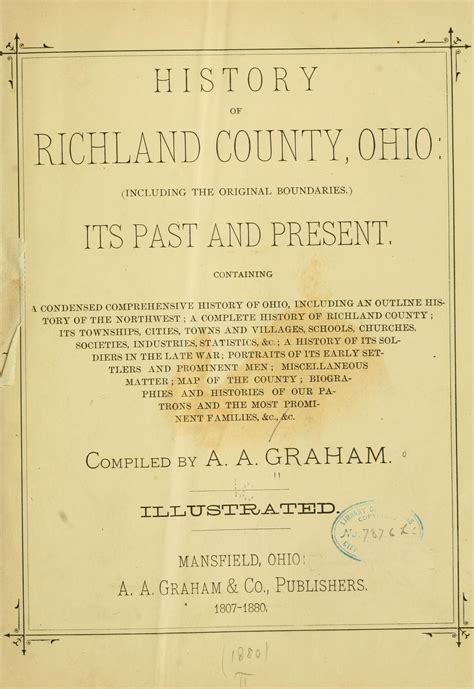 HISTORY
OF
RICHLAND COUNTY, OHIO:
(INCLUDING THE ORIGINAL BOUNDARIES.)
ITS PAST AND PRESENT,
CONTAINING
A CONDENSED COMPREHENSIVE HISTORY OF OHIO, INCLUDING AN OUTLINE HIS-
TORY OF THE NORTHWEST; A COMPLETE HISTORY OF RICHLAND COUNTY;
ITS TOWNSHIPS, CITIES, TOWNS AND VILLAGES, SCHOOLS, CHURCHES,
SOCIETIES, INDUSTRIES, STATISTICS, &C.; A HISTORY OF ITS SOL-
DIERS IN THE LATE WAR; PORTRAITS OF ITS EARLY SET-
TLERS AND PROMINENT MEN; MISCELLANEOUS
MATTER; MAP OF THE COUNTY; BIOGRA-
PHIES AND HISTORIES OF OUR PA-
TRONS AND THE MOST PROMI-
NENT FAMILIES, &C., &C.
COMPILED BY A. A. GRAHAM.
ILLUSTRATED.
LIBRARY
No. 7876
MANSFIELD, OHIO:
A. A. GRAHAM & CO., PUBLISHERS.
1807-1880.
(1880)